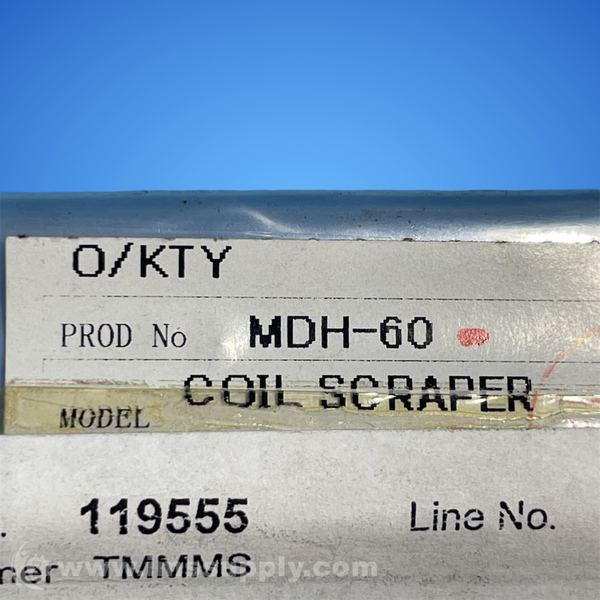 O/KTY
PROD No MDH-60
MODEL COIL SCRAPER
119555 Line No.
ner TMMMS